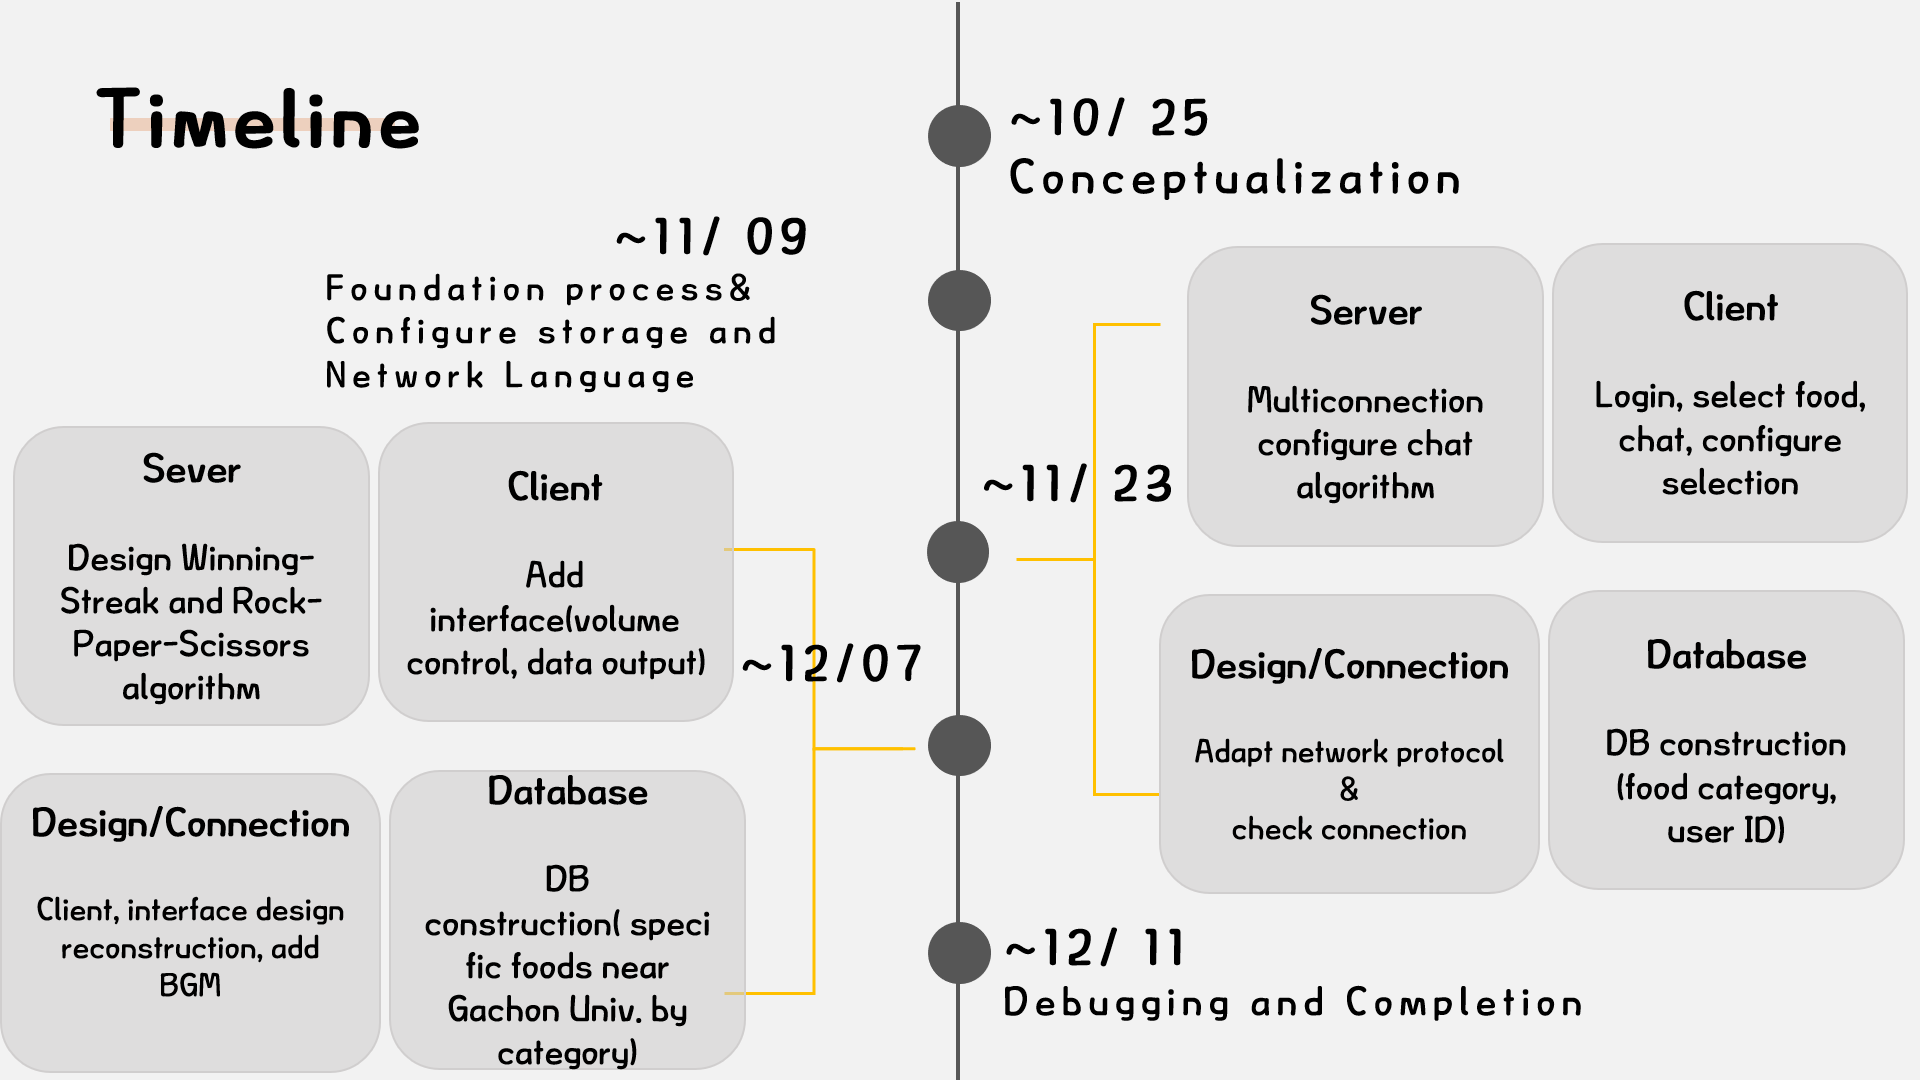 Timeline
~10/ 25
Conceptualization
~11/ 09
Foundation process&
Configure storage and
Network Language
~11/ 23
Server
Multiconnection
configure chat
algorithm
Client
Login, select food,
chat, configure
selection
Design/Connection
Adapt network protocol
&
check connection
Database
DB construction
(food category,
user ID)
~12/07
Sever
Design Winning-
Streak and Rock-
Paper-Scissors
algorithm
Client
Add
interface(volume
control, data output)
Design/Connection
Client, interface design
reconstruction, add
BGM
Database
DB
construction( speci
fic foods near
Gachon Univ. by
category)
~12/ 11
Debugging and Completion